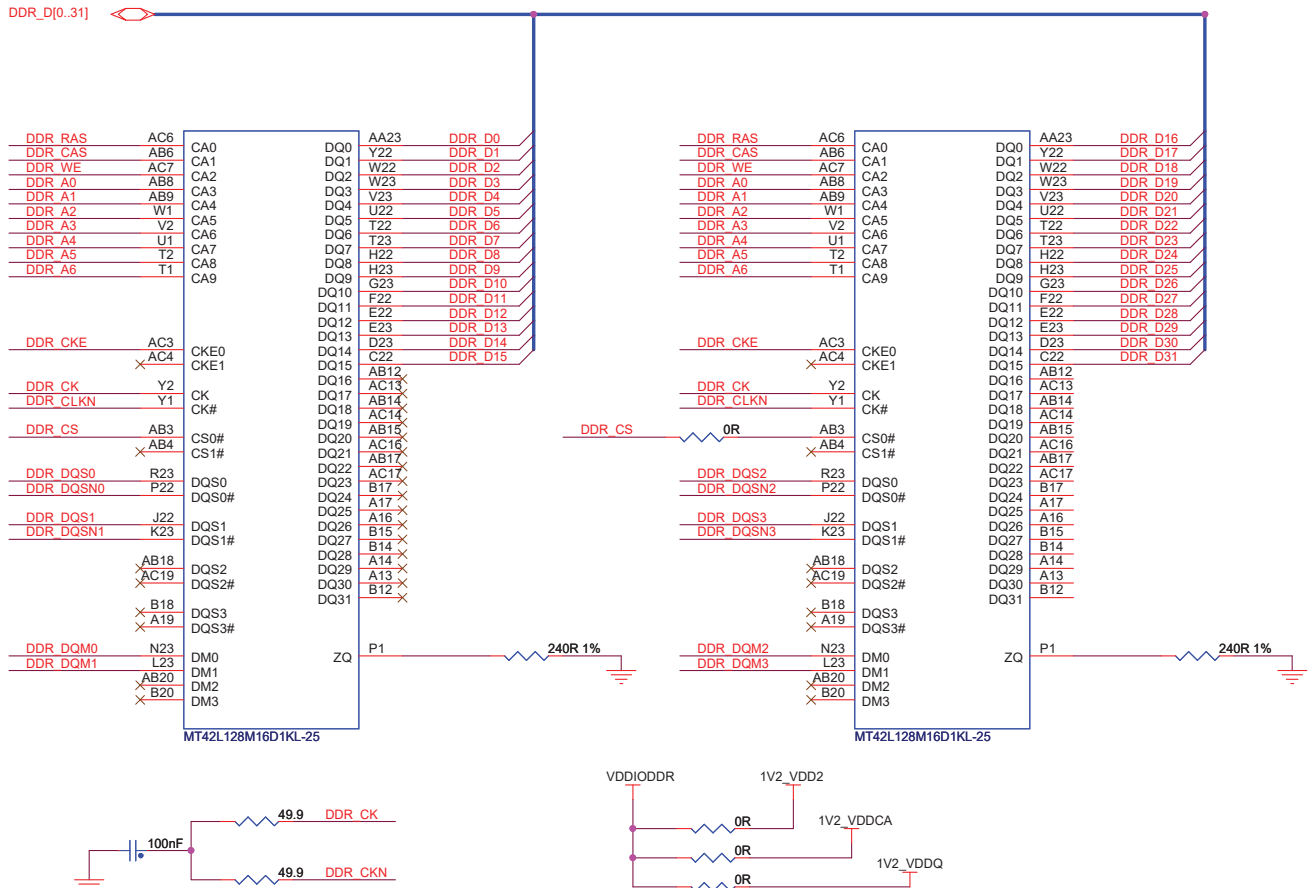 DDR_D[0..31]
DDR_RAS AC6 CA0 DQ0 AA23 DDR_D0
DDR_CAS AB6 CA1 DQ1 Y22 DDR_D1
DDR_WE AC7 CA2 DQ2 W22 DDR_D2
DDR_A0 AB8 CA3 DQ3 W23 DDR_D3
DDR_A1 AB9 CA4 DQ4 V23 DDR_D4
DDR_A2 W1 CA5 DQ5 U22 DDR_D5
DDR_A3 V2 CA6 DQ6 T22 DDR_D6
DDR_A4 U1 CA7 DQ7 T23 DDR_D7
DDR_A5 T2 CA8 DQ8 H22 DDR_D8
DDR_A6 T1 CA9 DQ9 H23 DDR_D9
DQ10 G23 DDR_D10
DQ11 F22 DDR_D11
DQ12 E22 DDR_D12
DQ13 E23 DDR_D13
DDR_CKE AC3 CKE0 DQ14 D23 DDR_D14
AC4 CKE1 DQ15 C22 DDR_D15
DQ16 AB12
DDR_CK Y2 CK DQ17 AC13
DDR_CLKN Y1 CK# DQ18 AB14
DQ19 AC14
DDR_CS AB3 CS0# DQ20 AB15
AB4 CS1# DQ21 AC16
DQ22 AB17
DDR_DQS0 R23 DQS0 DQ23 AC17
DDR_DQSN0 P22 DQS0# DQ24 B17
DQ25 A17
DDR_DQS1 J22 DQS1 DQ26 A16
DDR_DQSN1 K23 DQS1# DQ27 B15
DQ28 B14
AB18 DQS2 DQ29 A14
AC19 DQS2# DQ30 A13
DQ31 B12
B18 DQS3
A19 DQS3#
DDR_DQM0 N23 DM0 ZQ P1 240R 1%
DDR_DQM1 L23 DM1
AB20 DM2
B20 DM3
MT42L128M16D1KL-25
DDR_RAS AC6 CA0 DQ0 AA23 DDR_D16
DDR_CAS AB6 CA1 DQ1 Y22 DDR_D17
DDR_WE AC7 CA2 DQ2 W22 DDR_D18
DDR_A0 AB8 CA3 DQ3 W23 DDR_D19
DDR_A1 AB9 CA4 DQ4 V23 DDR_D20
DDR_A2 W1 CA5 DQ5 U22 DDR_D21
DDR_A3 V2 CA6 DQ6 T22 DDR_D22
DDR_A4 U1 CA7 DQ7 T23 DDR_D23
DDR_A5 T2 CA8 DQ8 H22 DDR_D24
DDR_A6 T1 CA9 DQ9 H23 DDR_D25
DQ10 G23 DDR_D26
DQ11 F22 DDR_D27
DQ12 E22 DDR_D28
DQ13 E23 DDR_D29
DDR_CKE AC3 CKE0 DQ14 D23 DDR_D30
AC4 CKE1 DQ15 C22 DDR_D31
DQ16 AB12
DDR_CK Y2 CK DQ17 AC13
DDR_CLKN Y1 CK# DQ18 AB14
DQ19 AC14
DDR_CS 0R AB3 CS0# DQ20 AB15
AB4 CS1# DQ21 AC16
DQ22 AB17
DDR_DQS2 R23 DQS0 DQ23 AC17
DDR_DQSN2 P22 DQS0# DQ24 B17
DQ25 A17
DDR_DQS3 J22 DQS1 DQ26 A16
DDR_DQSN3 K23 DQS1# DQ27 B15
DQ28 B14
AB18 DQS2 DQ29 A14
AC19 DQS2# DQ30 A13
DQ31 B12
B18 DQS3
A19 DQS3#
DDR_DQM2 N23 DM0 ZQ P1 240R 1%
DDR_DQM3 L23 DM1
AB20 DM2
B20 DM3
MT42L128M16D1KL-25
49.9 DDR_CK
100nF
49.9 DDR_CKN
VDDIODDR 1V2_VDD2
0R 1V2_VDDCA
0R 1V2_VDDQ
0R